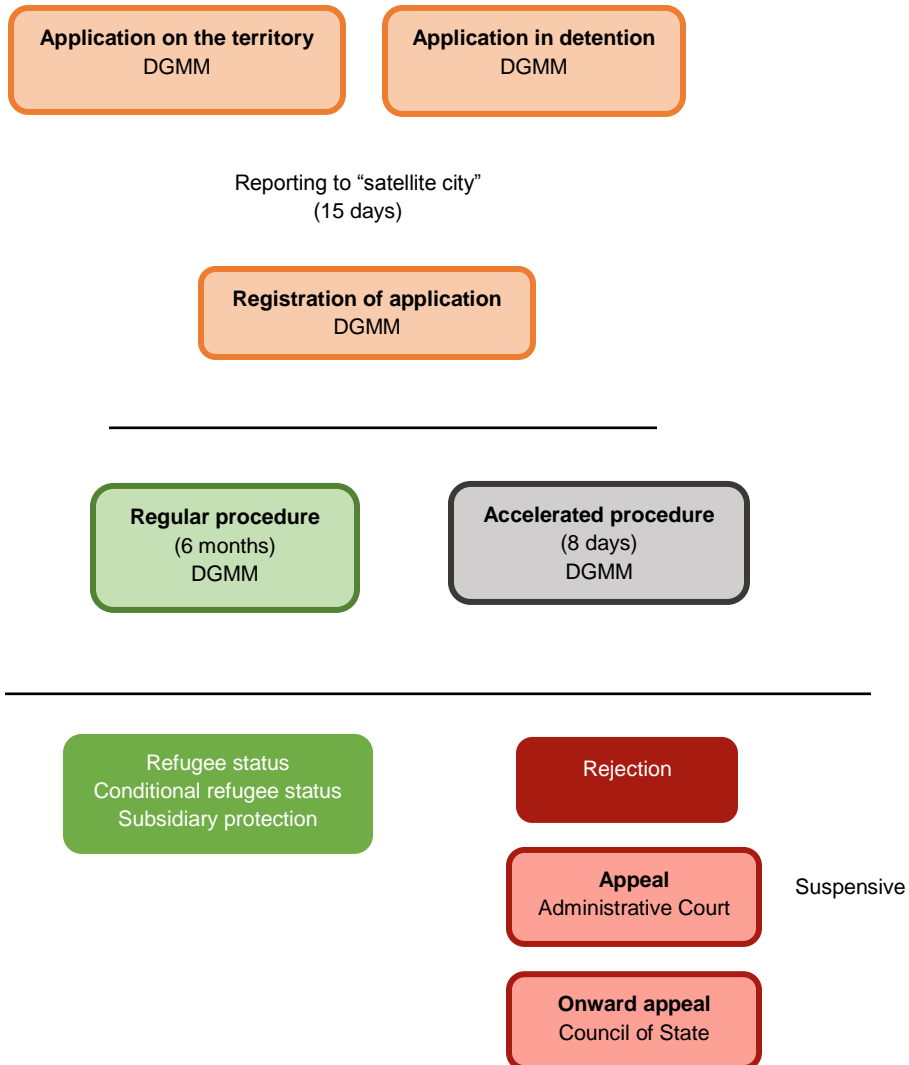 Application on the territory
DGMM
Application in detention
DGMM
Reporting to “satellite city”
(15 days)
Registration of application
DGMM
Regular procedure
(6 months)
DGMM
Accelerated procedure
(8 days)
DGMM
Refugee status
Conditional refugee status
Subsidiary protection
Rejection
Appeal
Administrative Court
Suspensive
Onward appeal
Council of State